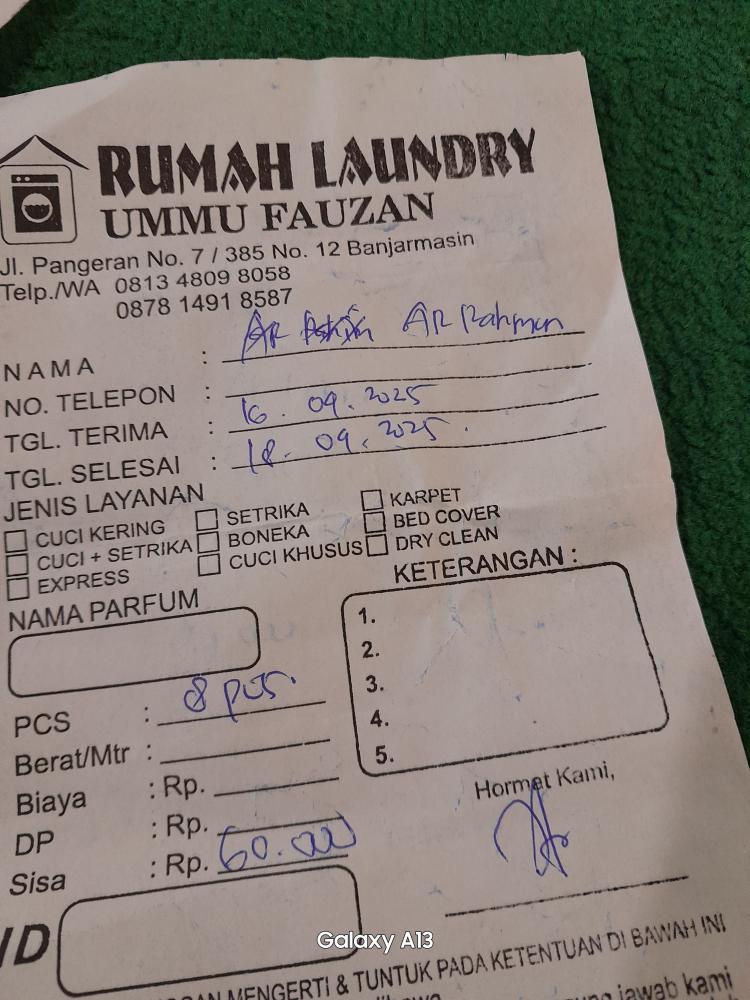 RUMAH LAUNDRY
UMMU FAUZAN
Jl. Pangeran No. 7 / 385 No. 12 Banjarmasin
Telp./WA 0813 4809 8058
0878 1491 8587
NAMA : AR AR Rahman
NO. TELEPON :
TGL. TERIMA : 16. 09. 2025
TGL. SELESAI : 18. 09. 2025.
JENIS LAYANAN
CUCI KERING SETRIKA KARPET
CUCI + SETRIKA BONEKA BED COVER
EXPRESS CUCI KHUSUS DRY CLEAN
NAMA PARFUM
KETERANGAN :
1.
2.
3.
4.
5.
PCS : 8 pcs.
Berat/Mtr :
Biaya : Rp.
DP : Rp.
Sisa : Rp. 60.000
Hormat Kami,
ID
MENGERTI & TUNTUK PADA KETENTUAN DI BAWAH INI
jawab kami
Galaxy A13